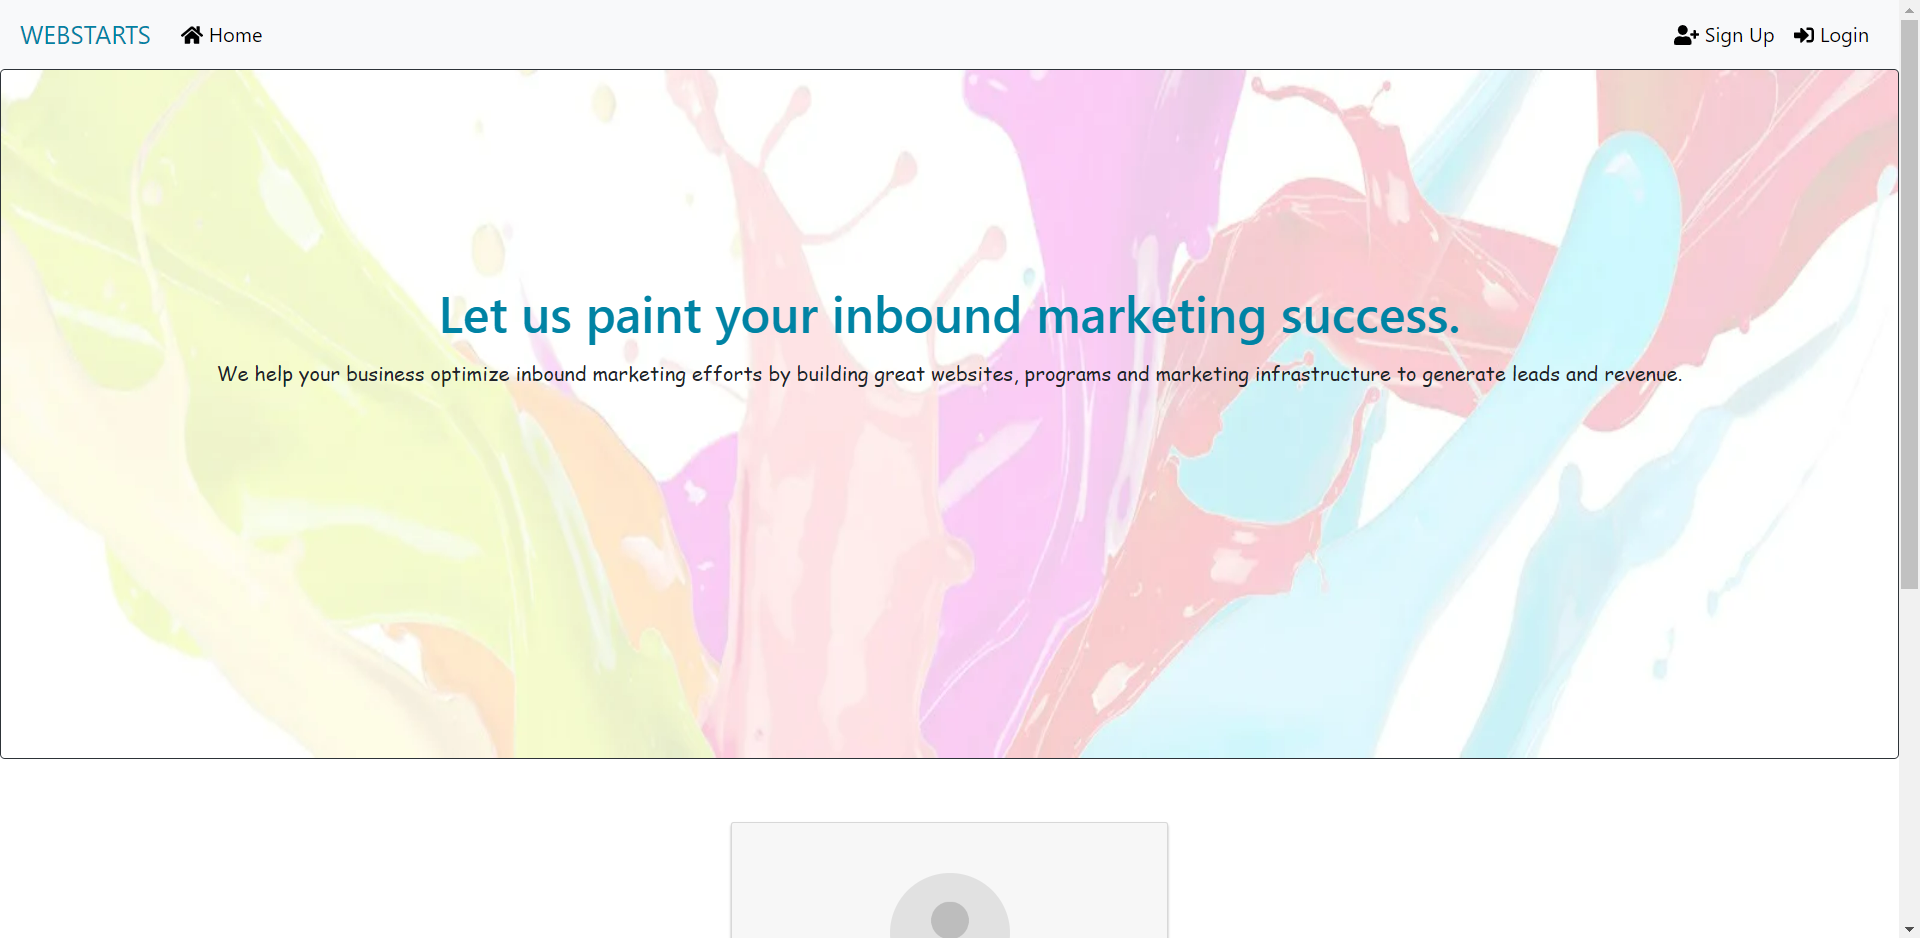 WEBSTARTS Home Sign Up Login
Let us paint your inbound marketing success.
We help your business optimize inbound marketing efforts by building great websites, programs and marketing infrastructure to generate leads and revenue.